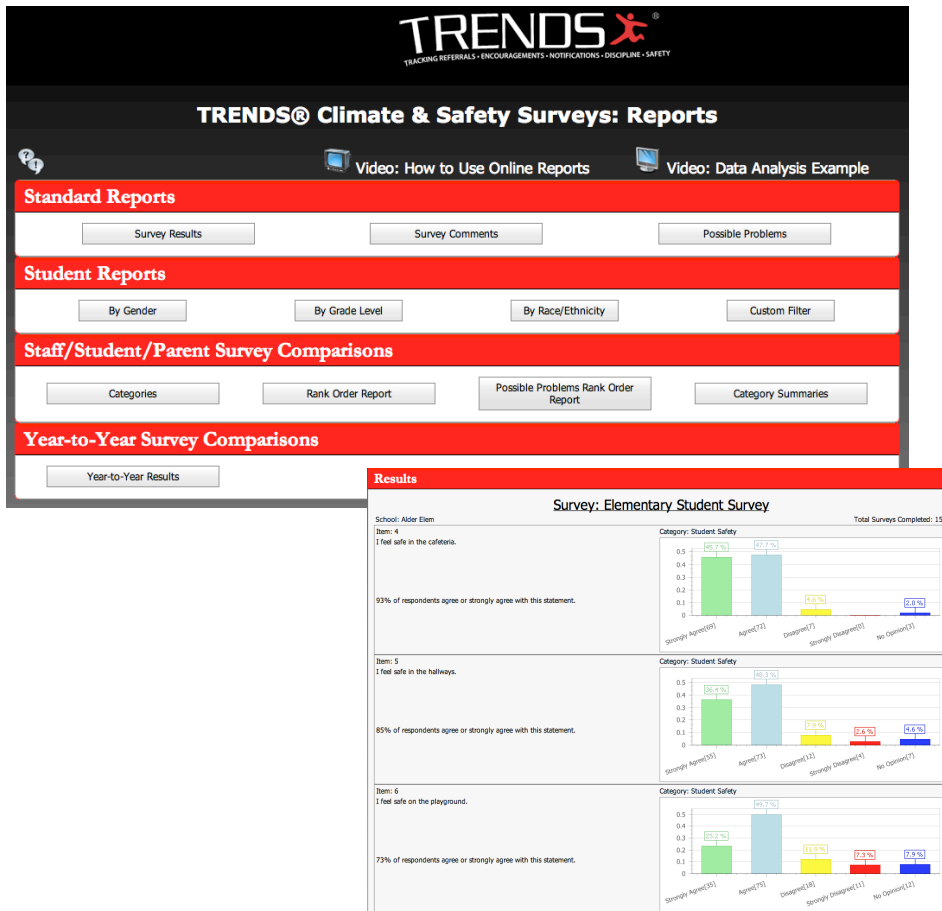 TRENDS ®
TRACKING REFERRALS • ENCOURAGEMENTS • NOTIFICATIONS • DISCIPLINE • SAFETY
TRENDS® Climate & Safety Surveys: Reports
? !
Video: How to Use Online Reports
Video: Data Analysis Example
Standard Reports
Survey Results
Survey Comments
Possible Problems
Student Reports
By Gender
By Grade Level
By Race/Ethnicity
Custom Filter
Staff/Student/Parent Survey Comparisons
Categories
Rank Order Report
Possible Problems Rank Order
Report
Category Summaries
Year-to-Year Survey Comparisons
Year-to-Year Results
Results
Survey: Elementary Student Survey
School: Alder Elem
Total Surveys Completed: 15
Item: 4
I feel safe in the cafeteria.
93% of respondents agree or strongly agree with this statement.
Category: Student Safety
0.5
0.4
0.3
0.2
0.1
0
45.7 %
47.7 %
4.6 %
2.0 %
Strongly Agree[69]
Agree[72]
Disagree[7]
Strongly Disagree[0]
No Opinion[3]
Item: 5
I feel safe in the hallways.
85% of respondents agree or strongly agree with this statement.
Category: Student Safety
0.5
0.4
0.3
0.2
0.1
0
36.4 %
48.3 %
7.9 %
2.6 %
4.6 %
Strongly Agree[55]
Agree[73]
Disagree[12]
Strongly Disagree[4]
No Opinion[7]
Item: 6
I feel safe on the playground.
73% of respondents agree or strongly agree with this statement.
Category: Student Safety
0.5
0.4
0.3
0.2
0.1
0
23.2 %
49.7 %
11.9 %
7.3 %
7.9 %
Strongly Agree[35]
Agree[75]
Disagree[18]
Strongly Disagree[11]
No Opinion[12]